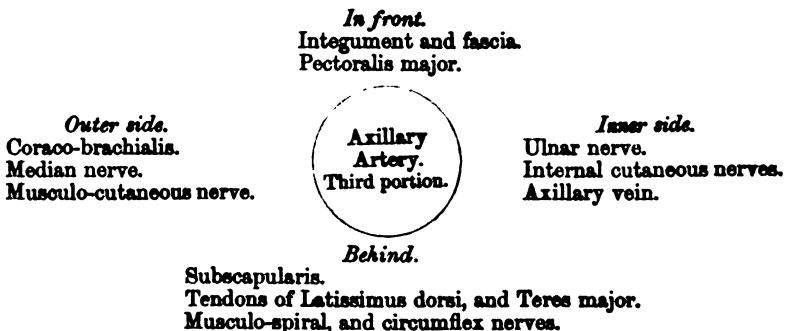 In front.
Integument and fascia.
Pectoralis major.
Outer side.
Coraco-brachialis.
Median nerve.
Musculo-cutaneous nerve.
Axillary
Artery.
Third portion.
Inner side.
Ulnar nerve.
Internal cutaneous nerves.
Axillary vein.
Behind.
Subscapularis.
Tendons of Latissimus dorsi, and Teres major.
Musculo-spiral, and circumflex nerves.